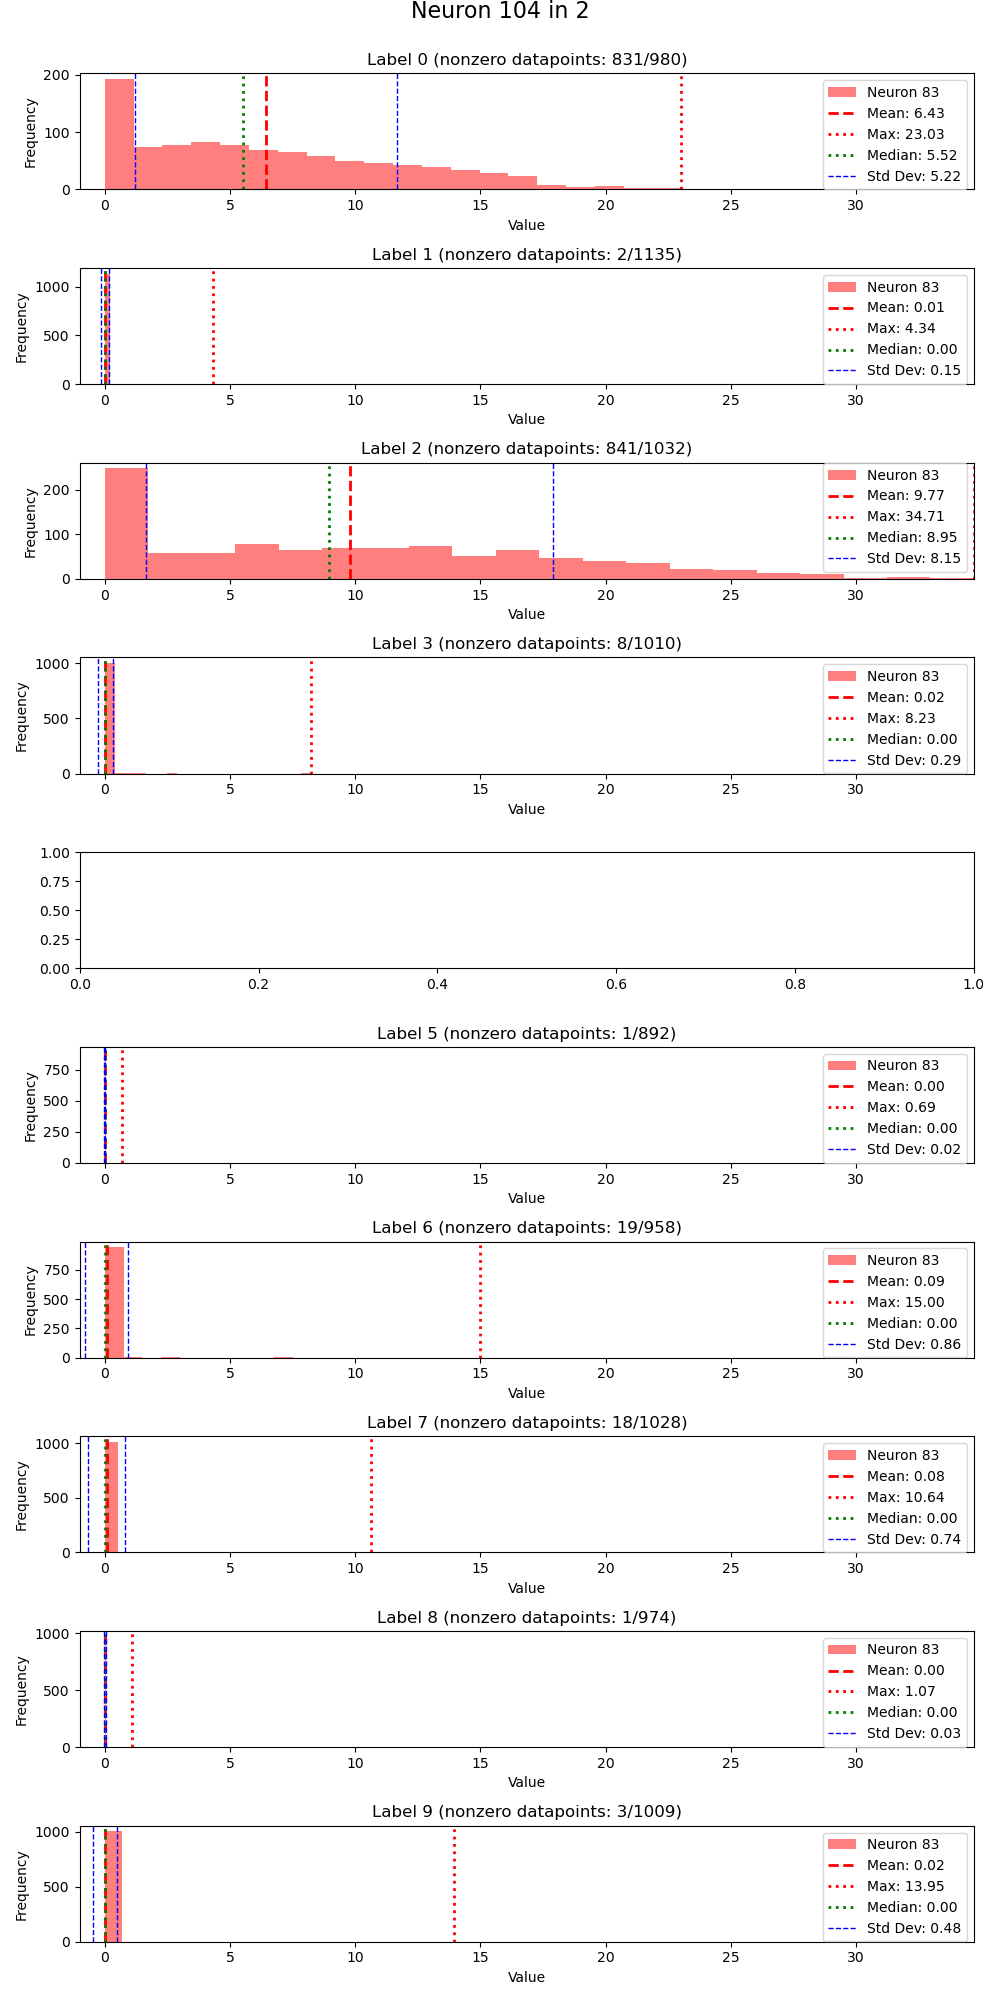 Neuron 104 in 2
Label 0 (nonzero datapoints: 831/980)
Frequency
200
100
0
Neuron 83
Mean: 6.43
Max: 23.03
Median: 5.52
Std Dev: 5.22
0 5 10 15 20 25 30
Value
Label 1 (nonzero datapoints: 2/1135)
Frequency
1000
500
0
Neuron 83
Mean: 0.01
Max: 4.34
Median: 0.00
Std Dev: 0.15
0 5 10 15 20 25 30
Value
Label 2 (nonzero datapoints: 841/1032)
Frequency
200
100
0
Neuron 83
Mean: 9.77
Max: 34.71
Median: 8.95
Std Dev: 8.15
0 5 10 15 20 25 30
Value
Label 3 (nonzero datapoints: 8/1010)
Frequency
1000
500
0
Neuron 83
Mean: 0.02
Max: 8.23
Median: 0.00
Std Dev: 0.29
0 5 10 15 20 25 30
Value
1.00
0.75
0.50
0.25
0.00
0.0 0.2 0.4 0.6 0.8 1.0
Label 5 (nonzero datapoints: 1/892)
Frequency
750
500
250
0
Neuron 83
Mean: 0.00
Max: 0.69
Median: 0.00
Std Dev: 0.02
0 5 10 15 20 25 30
Value
Label 6 (nonzero datapoints: 19/958)
Frequency
750
500
250
0
Neuron 83
Mean: 0.09
Max: 15.00
Median: 0.00
Std Dev: 0.86
0 5 10 15 20 25 30
Value
Label 7 (nonzero datapoints: 18/1028)
Frequency
1000
500
0
Neuron 83
Mean: 0.08
Max: 10.64
Median: 0.00
Std Dev: 0.74
0 5 10 15 20 25 30
Value
Label 8 (nonzero datapoints: 1/974)
Frequency
1000
500
0
Neuron 83
Mean: 0.00
Max: 1.07
Median: 0.00
Std Dev: 0.03
0 5 10 15 20 25 30
Value
Label 9 (nonzero datapoints: 3/1009)
Frequency
1000
500
0
Neuron 83
Mean: 0.02
Max: 13.95
Median: 0.00
Std Dev: 0.48
0 5 10 15 20 25 30
Value